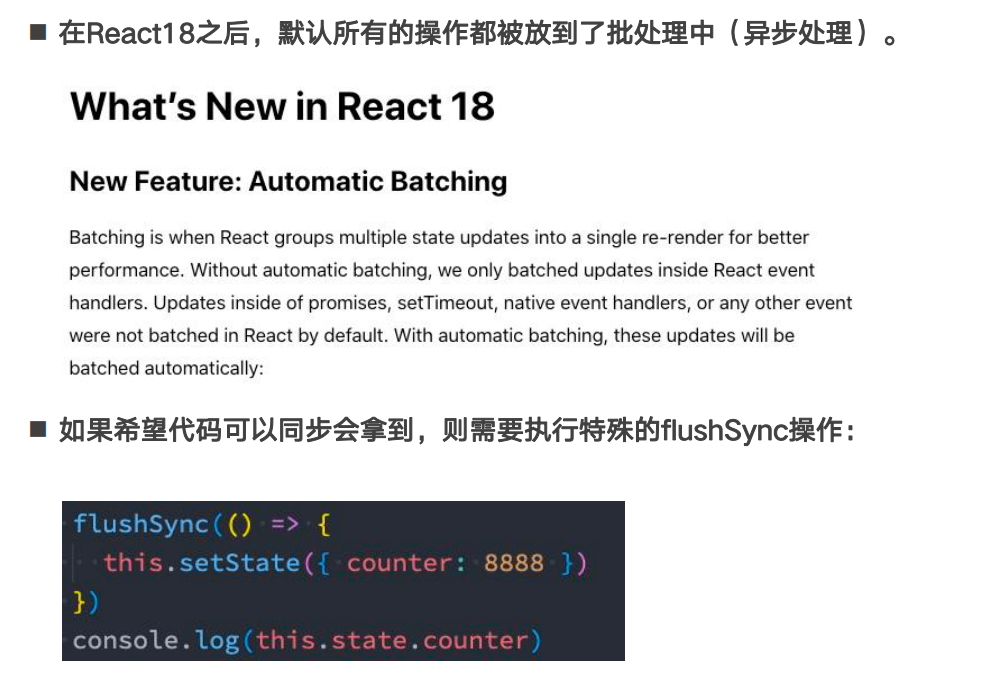 在React18之后，默认所有的操作都被放到了批处理中（异步处理）。
What's New in React 18
New Feature: Automatic Batching
Batching is when React groups multiple state updates into a single re-render for better
performance. Without automatic batching, we only batched updates inside React event
handlers. Updates inside of promises, setTimeout, native event handlers, or any other event
were not batched in React by default. With automatic batching, these updates will be
batched automatically:
如果希望代码可以同步会拿到，则需要执行特殊的flushSync操作：
flushSync(() => {
  this.setState({ counter: 8888 })
})
console.log(this.state.counter)